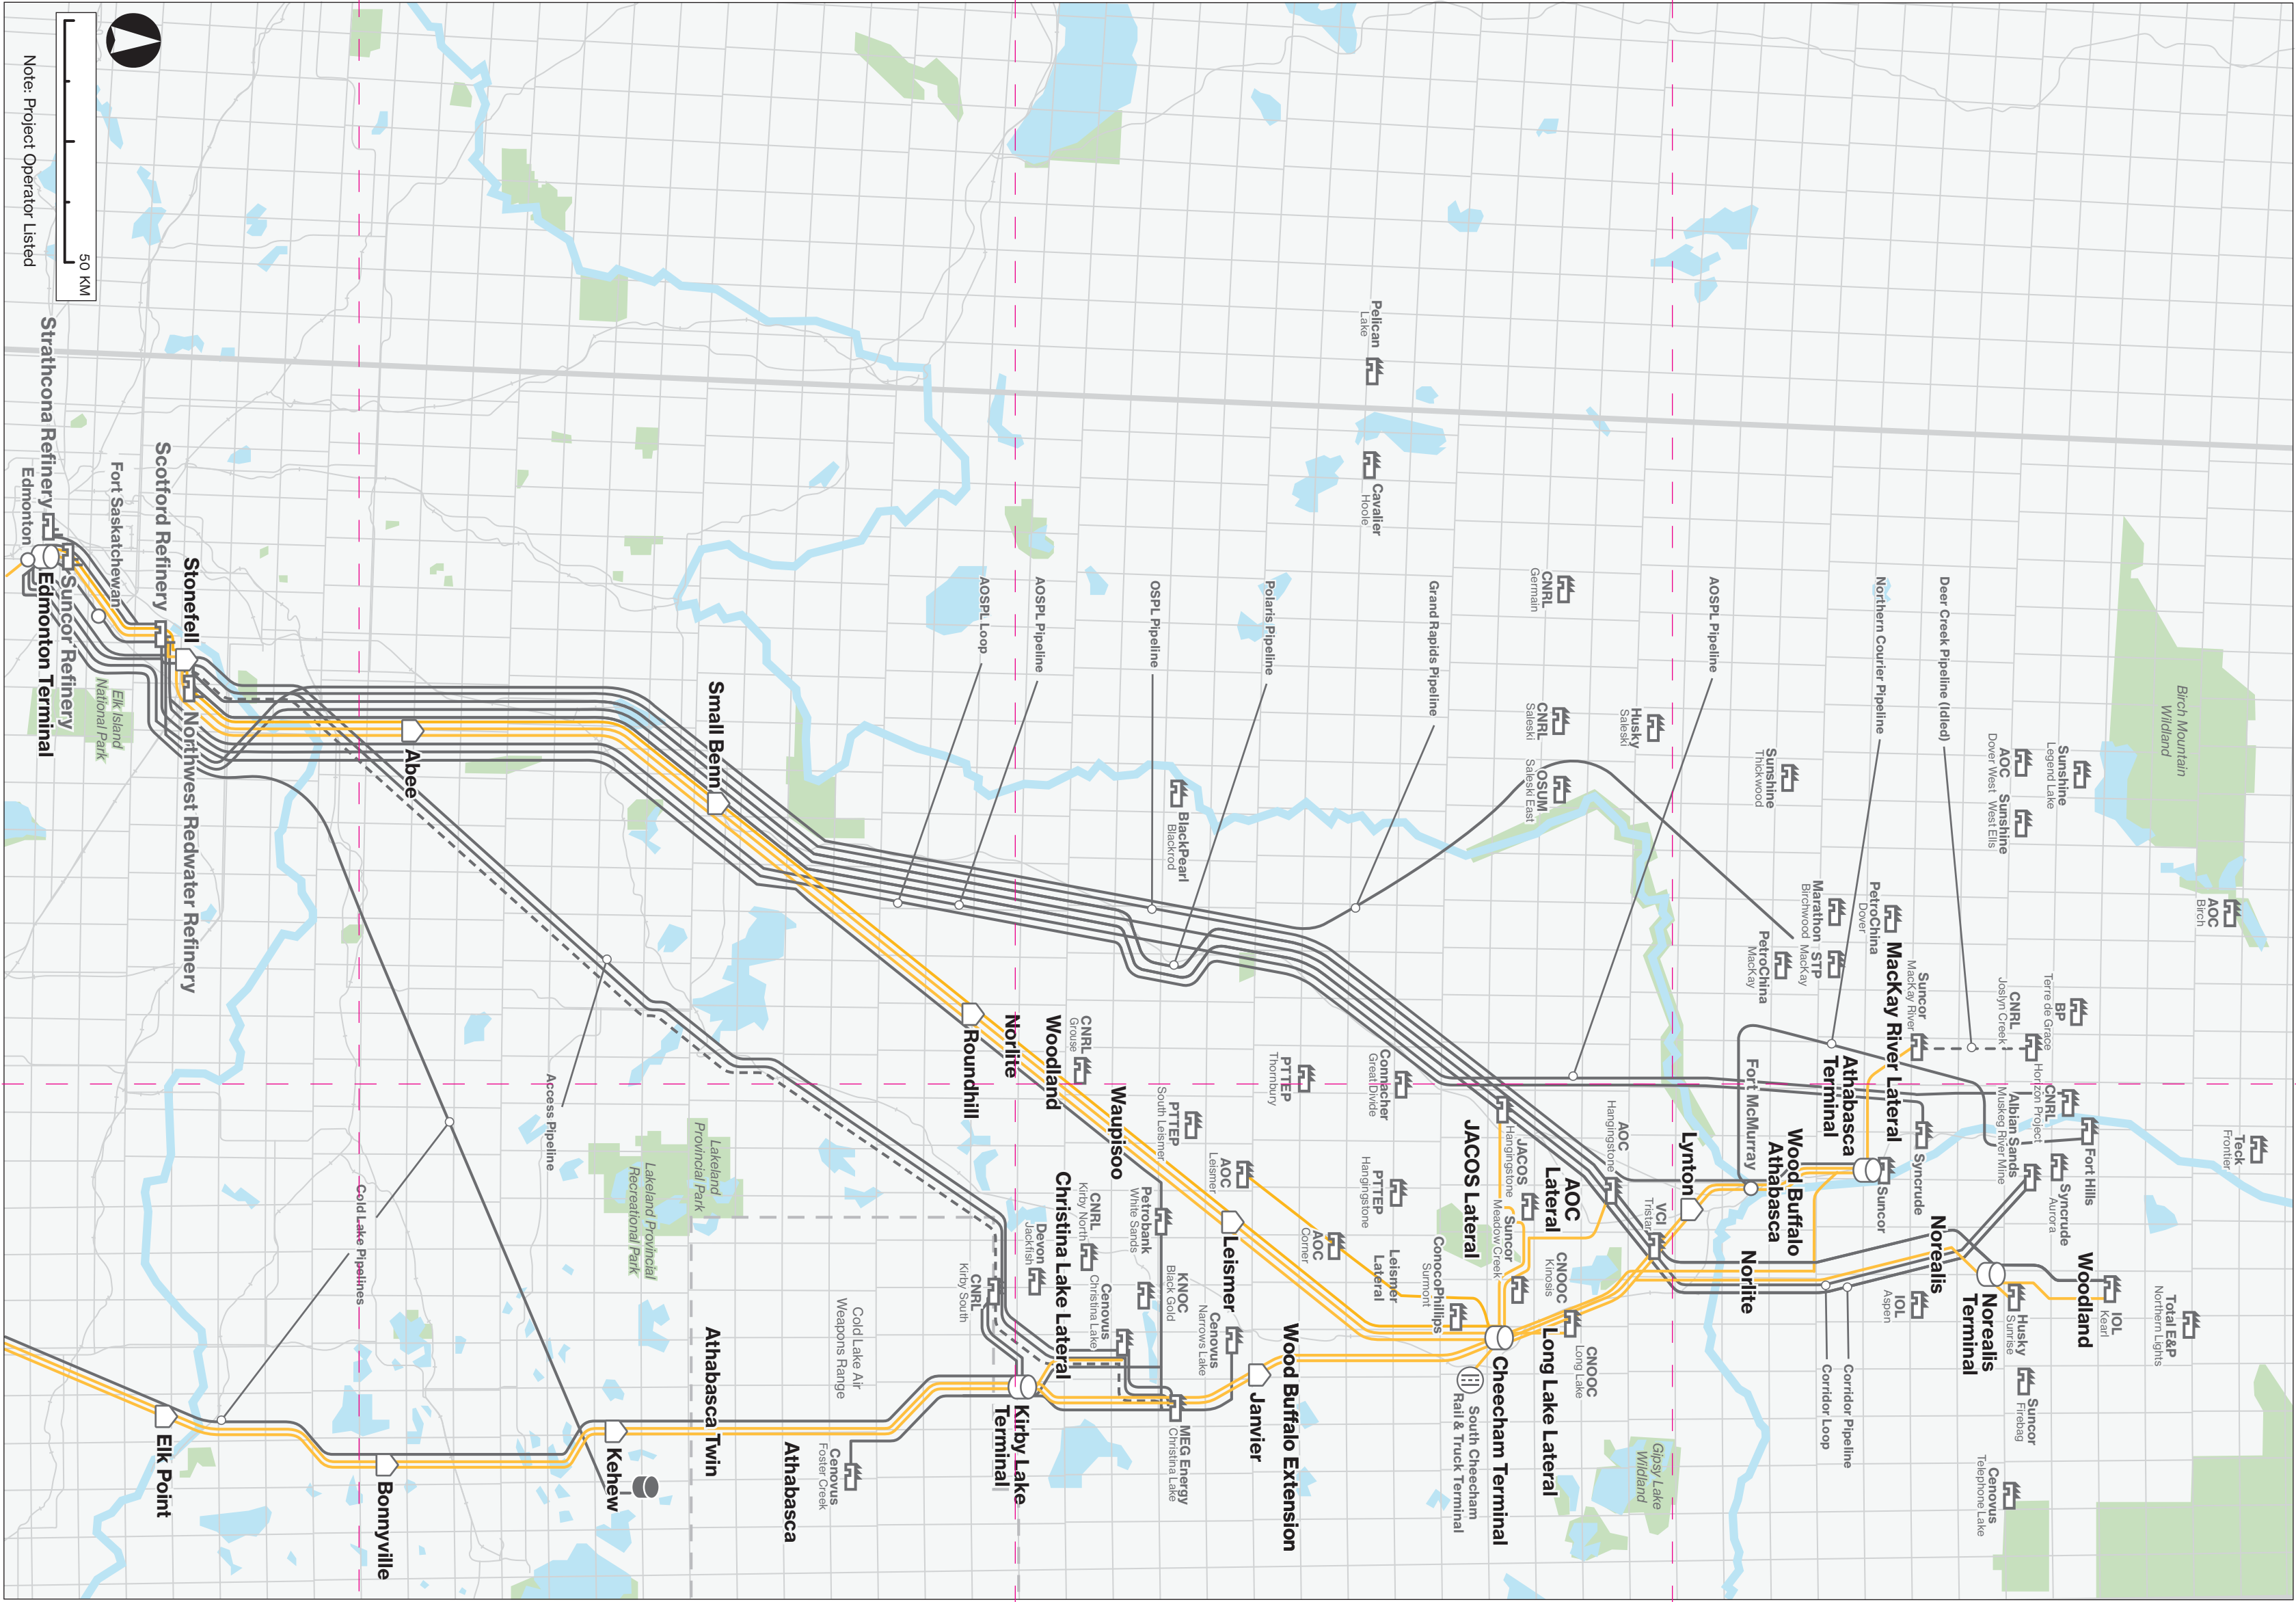 AOC
Birch
Teck
Frontier
Birch Mountain
Wildland
Total E&P
Northern Lights
IOL
Kearl
Fort Hills
Woodland
Sunshine
Legend Lake
BP
Terre de Grace
CNRL
Horizon Project
Syncrude
Aurora
Albian Sands
Muskeg River Mine
CNRL
Joslyn Creek
AOC
Dover West
Sunshine
West Ells
Husky
Sunrise
Suncor
Firebag
Cenovus
Telephone Lake
Norealis
Terminal
Norealis
Deer Creek Pipeline (Idled)
Suncor
MacKay River
Syncrude
IOL
Aspen
MacKay River Lateral
Northern Courier Pipeline
PetroChina
Dover
Suncor
Athabasca
Terminal
Corridor Pipeline
Corridor Loop
Marathon
Birchwood
STP
MacKay
Wood Buffalo
Athabasca
Sunshine
Thickwood
PetroChina
MacKay
Fort McMurray
Norlite
AOSPL Pipeline
Lynton
VCI
Tristar
Gipsy Lake
Wildland
Husky
Saleski
AOC
Hangingstone
CNOOC
Long Lake
AOC
Lateral
CNOOC
Kinosis
Long Lake Lateral
CNRL
Germain
CNRL
Saleski
OSUM
Saleski East
JACOS
Hangingstone
Suncor
Meadow Creek
Cheecham Terminal
JACOS Lateral
South Cheecham
Rail & Truck Terminal
Grand Rapids Pipeline
ConocoPhillips
Surmont
Leismer
Lateral
Connacher
Great Divide
PTTEP
Hangingstone
Pelican
Lake
Cavalier
Hoole
AOC
Corner
PTTEP
Thornbury
Wood Buffalo Extension
Polaris Pipeline
Janvier
Leismer
AOC
Leismer
Cenovus
Narrows Lake
BlackPearl
Blackrod
PTTEP
South Leismer
KNOC
Black Gold
MEG Energy
Christina Lake
OSPL Pipeline
Petrobank
White Sands
Waupisoo
Cenovus
Christina Lake
CNRL
Grouse
CNRL
Kirby North
Christina Lake Lateral
Woodland
AOSPL Pipeline
Devon
Jackfish
Norlite
Kirby Lake
Terminal
AOSPL Loop
CNRL
Kirby South
Roundhill
Cold Lake Air
Weapons Range
Cenovus
Foster Creek
Athabasca
Athabasca Twin
Small Benn
Lakeland
Provincial Park
Lakeland Provincial
Recreational Park
Kehew
Access Pipeline
Abee
Bonnyville
Cold Lake Pipelines
Stonefell
Northwest Redwater Refinery
Scotford Refinery
Elk Point
Fort Saskatchewan
Elk Island
National Park
Suncor Refinery
Strathcona Refinery
Edmonton Terminal
Edmonton
50 KM
Note: Project Operator Listed